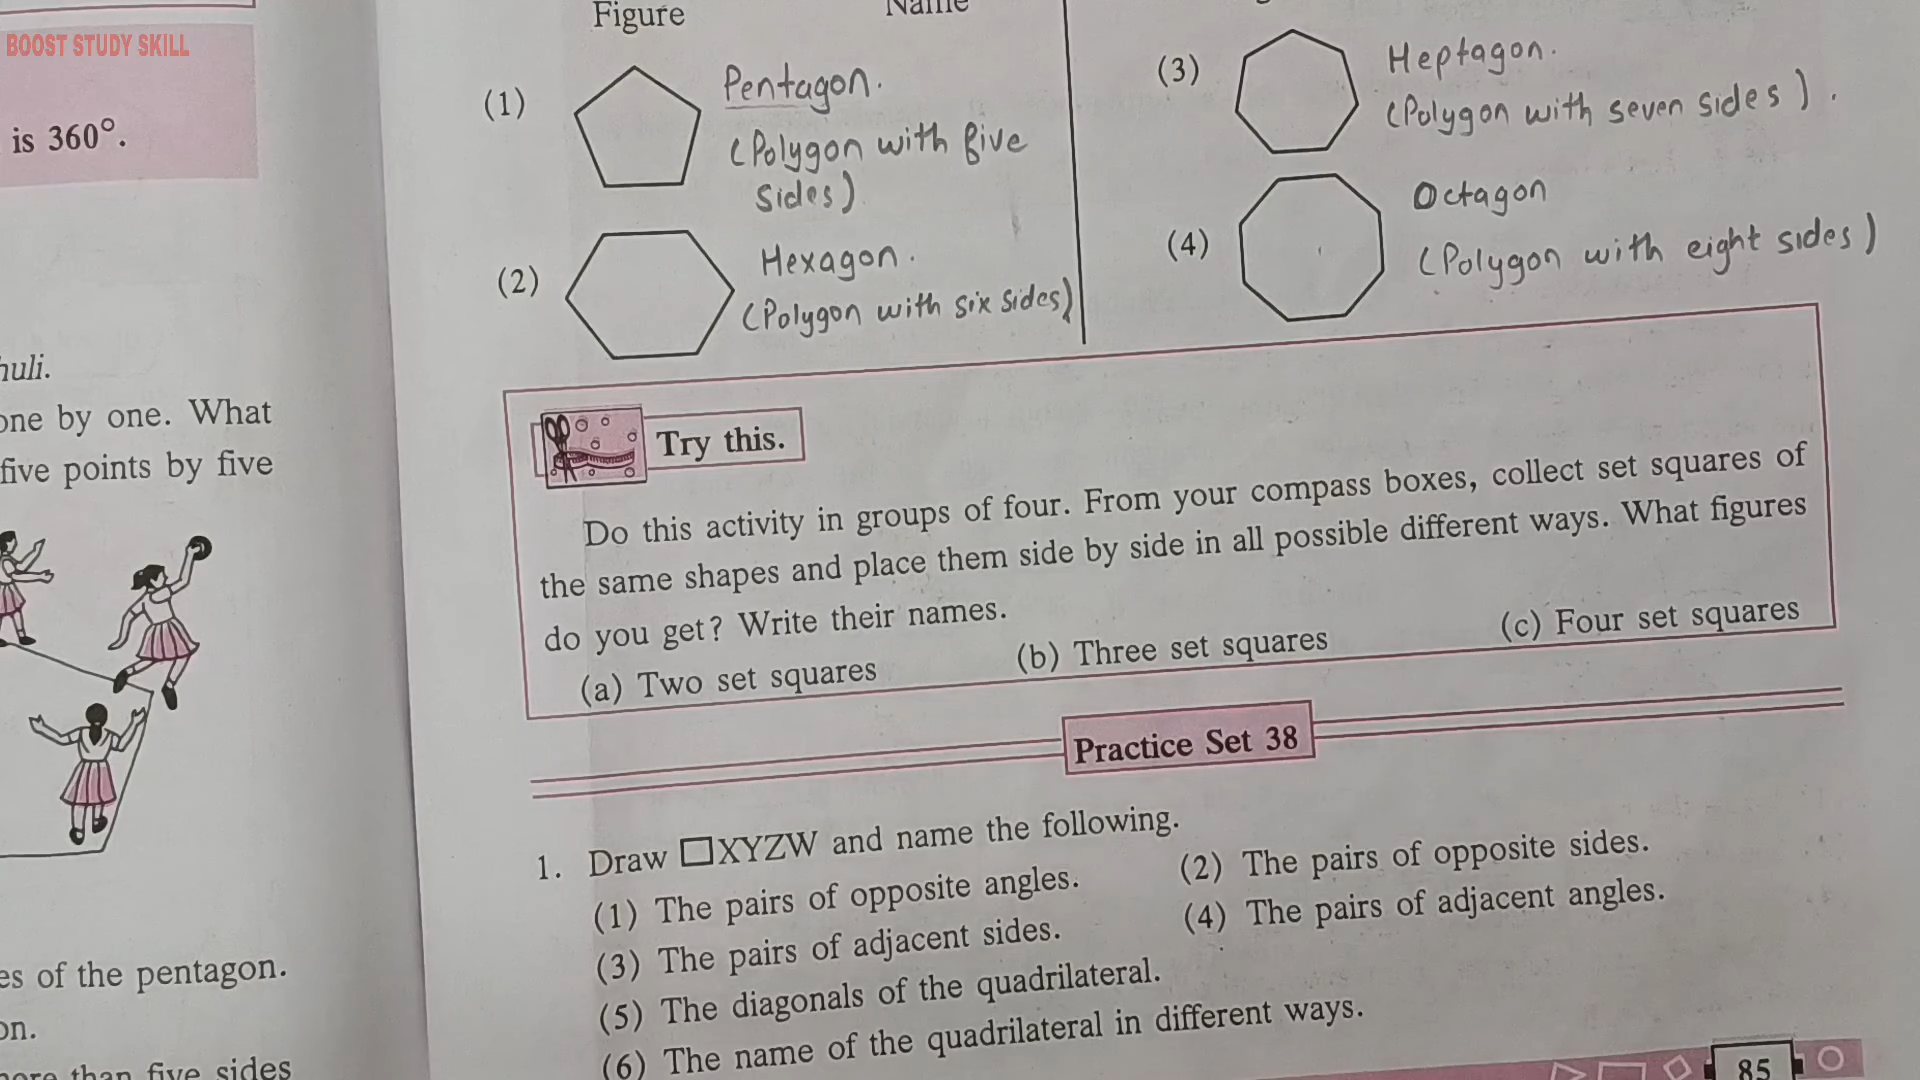 BOOST STUDY SKILL
is 360°.
one by one. What
five points by five
es of the pentagon.
on.
than five sides
Figure
Name
(1)
Pentagon.
(Polygon with five
sides)
(2)
Hexagon.
(Polygon with six sides)
(3)
Heptagon.
(Polygon with seven sides).
(4)
Octagon
(Polygon with eight sides)
Try this.
Do this activity in groups of four. From your compass boxes, collect set squares of
the same shapes and place them side by side in all possible different ways. What figures
do you get? Write their names.
(a) Two set squares (b) Three set squares (c) Four set squares
Practice Set 38
1. Draw □XYZW and name the following.
(1) The pairs of opposite angles. (2) The pairs of opposite sides.
(3) The pairs of adjacent sides. (4) The pairs of adjacent angles.
(5) The diagonals of the quadrilateral.
(6) The name of the quadrilateral in different ways.
85